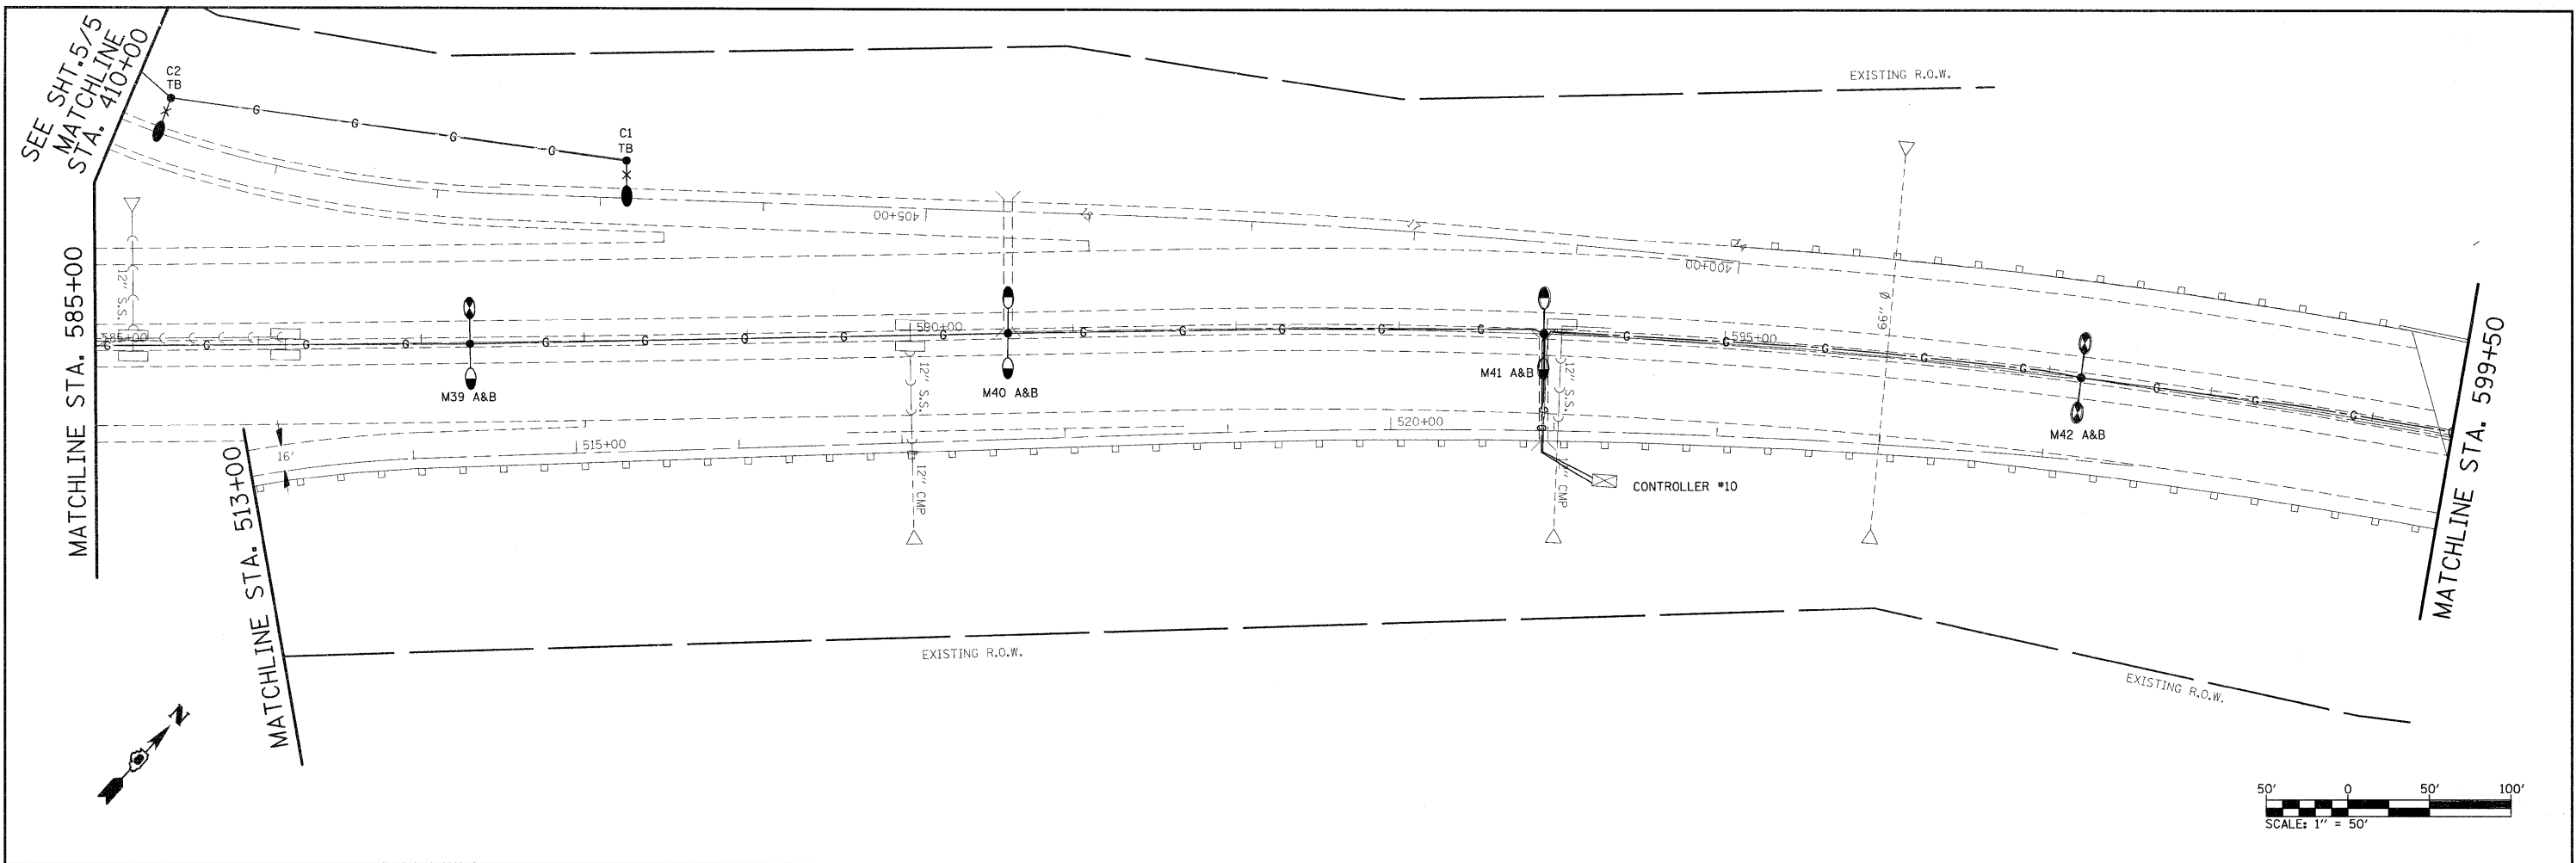 SEE SHT.5/5
MATCHLINE
STA. 410+00
C2
TB
G G G G
C1
TB
EXISTING R.O.W.
405+00
400+00
MATCHLINE STA. 585+00
12" S.S.
585+00
G G G G G G G G G G G G G G G G G G G G G G
590+00
595+00
M39 A&B
M40 A&B
M41 A&B
M42 A&B
12" S.S.
12" S.S.
66" Ø
16'
515+00
520+00
12" CMP
12" CMP
CONTROLLER #10
MATCHLINE STA. 513+00
MATCHLINE STA. 599+50
EXISTING R.O.W.
EXISTING R.O.W.
N
50' 0 50' 100'
SCALE: 1" = 50'